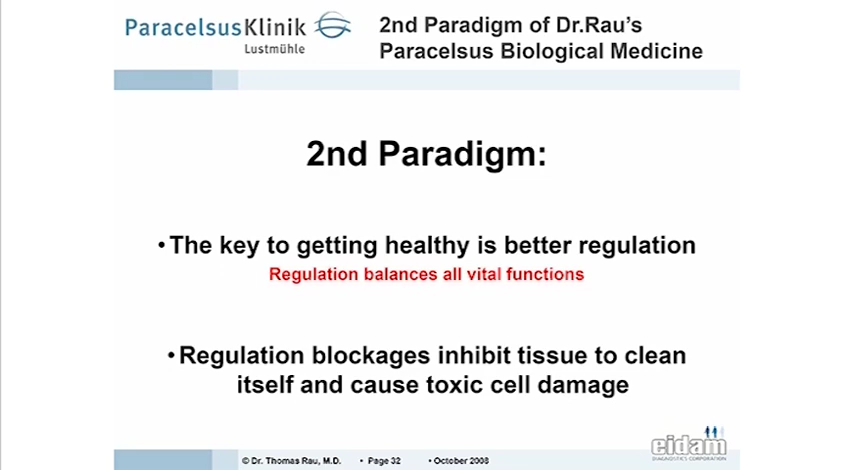 ParacelsusKlinik
Lustmühle
2nd Paradigm of Dr.Rau's
Paracelsus Biological Medicine
2nd Paradigm:
•The key to getting healthy is better regulation
Regulation balances all vital functions
•Regulation blockages inhibit tissue to clean
itself and cause toxic cell damage
eidam
DIAGNOSTICS CORPORATION
© Dr. Thomas Rau, M.D. • Page 32 •October 2008